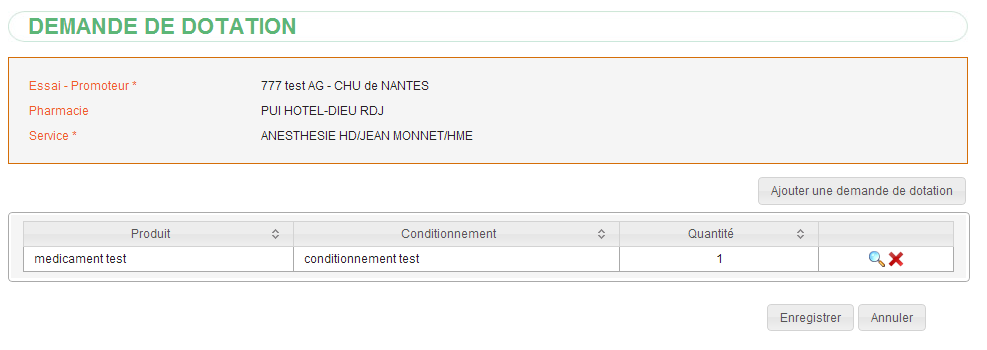 DEMANDE DE DOTATION
Essai - Promoteur * 777 test AG - CHU de NANTES
Pharmacie PUI HOTEL-DIEU RDJ
Service * ANESTHESIE HD/JEAN MONNET/HME
Ajouter une demande de dotation
Produit Conditionnement Quantité
medicament test conditionnement test 1
Enregistrer Annuler